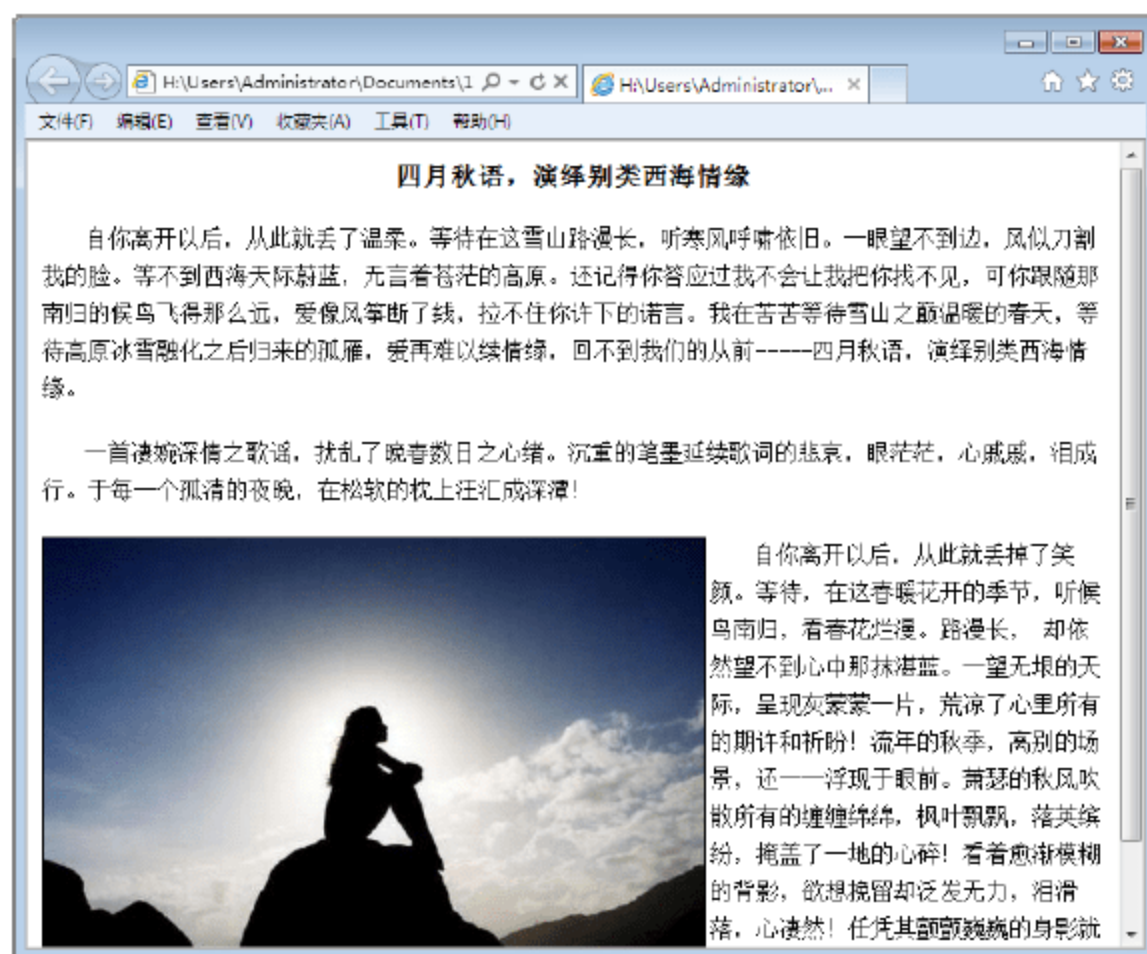 H:\Users\Administrator\Documents\1
H:\Users\Administrator\...
文件(F) 编辑(E) 查看(V) 收藏夹(A) 工具(T) 帮助(H)
四月秋语，演绎别类西海情缘
自你离开以后，从此就丢了温柔。等待在这雪山路漫长，听寒风呼啸依旧。一眼望不到边，风似刀割
我的脸。等不到西海天际蔚蓝，无言着苍茫的高原。还记得你答应过我不会让我把你找不见，可你跟随那
南归的候鸟飞得那么远，爱像风筝断了线，拉不住你许下的诺言。我在苦苦等待雪山之巅温暖的春天，等
待高原冰雪融化之后归来的孤雁，爱再难以续情缘，回不到我们的从前-----四月秋语，演绎别类西海情
缘。
一首凄婉深情之歌谣，扰乱了晚春数日之心绪。沉重的笔墨延续歌词的悲哀，眼茫茫，心戚戚，泪成
行。于每一个孤清的夜晚，在松软的枕上汪汇成深潭！
自你离开以后，从此就丢掉了笑
颜。等待，在这春暖花开的季节，听候
鸟南归，看春花烂漫。路漫长， 却依
然望不到心中那抹湛蓝。一望无垠的天
际，呈现灰蒙蒙一片，荒凉了心里所有
的期许和祈盼！流年的秋季，离别的场
景，还一一浮现于眼前。萧瑟的秋风吹
散所有的缠缠绵绵，枫叶飘飘，落英缤
纷，掩盖了一地的心碎！看着愈渐模糊
的背影，欲想挽留却泛发无力，泪滑
落，心凄然！任凭其颤颤巍巍的身影就